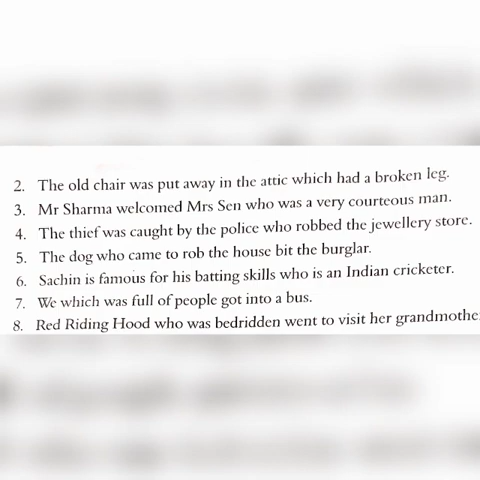 2. The old chair was put away in the attic which had a broken leg.
3. Mr Sharma welcomed Mrs Sen who was a very courteous man.
4. The thief was caught by the police who robbed the jewellery store.
5. The dog who came to rob the house bit the burglar.
6. Sachin is famous for his batting skills who is an Indian cricketer.
7. We which was full of people got into a bus.
8. Red Riding Hood who was bedridden went to visit her grandmothe